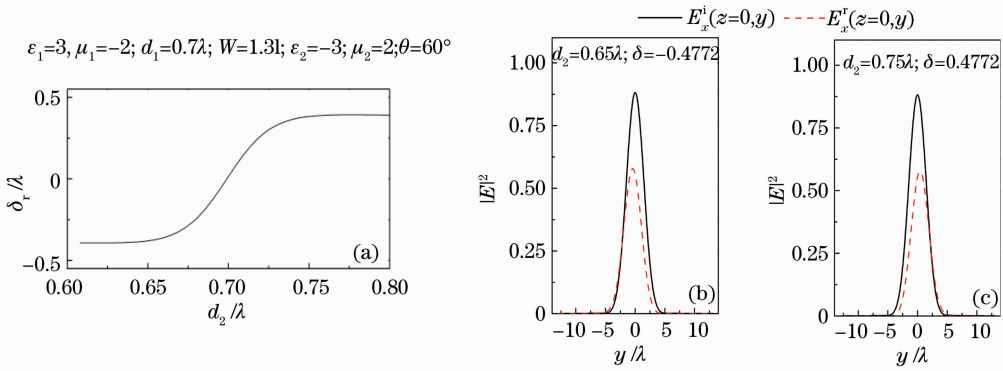 ε₁=3, μ₁=−2; d₁=0.7λ; W=1.3l; ε₂=−3; μ₂=2;θ=60°
0.5
0
−0.5
δᵣ/λ
0.60 0.65 0.70 0.75 0.80
d₂/λ
(a)
Eₓⁱ(z=0,y) Eₓʳ(z=0,y)
d₂=0.65λ; δ=−0.4772
1.00
0.75
0.50
0.25
0
|E|²
−10 −5 0 5 10
y/λ
(b)
d₂=0.75λ; δ=0.4772
1.00
0.75
0.50
0.25
0
|E|²
−10 −5 0 5 10
y/λ
(c)